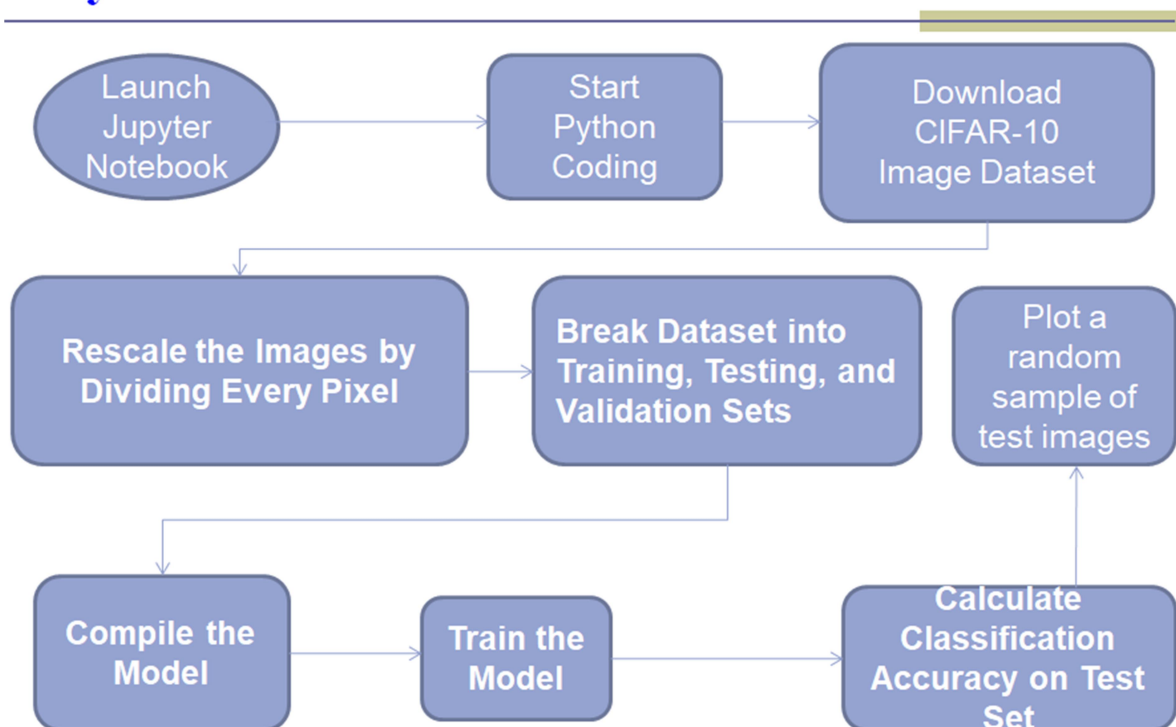 Launch
Jupyter
Notebook
Start
Python
Coding
Download
CIFAR-10
Image Dataset
Rescale the Images by
Dividing Every Pixel
Break Dataset into
Training, Testing, and
Validation Sets
Compile the
Model
Train the
Model
Calculate
Classification
Accuracy on Test
Set
Plot a
random
sample of
test images